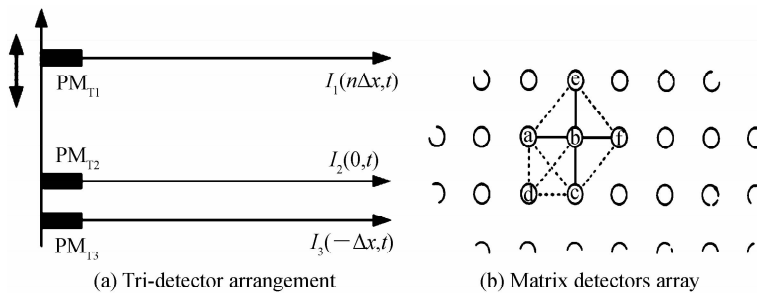 PM_T1
I_1(nΔx,t)
PM_T2
I_2(0,t)
PM_T3
I_3(−Δx,t)
(a) Tri-detector arrangement
e
a b f
d c
(b) Matrix detectors array